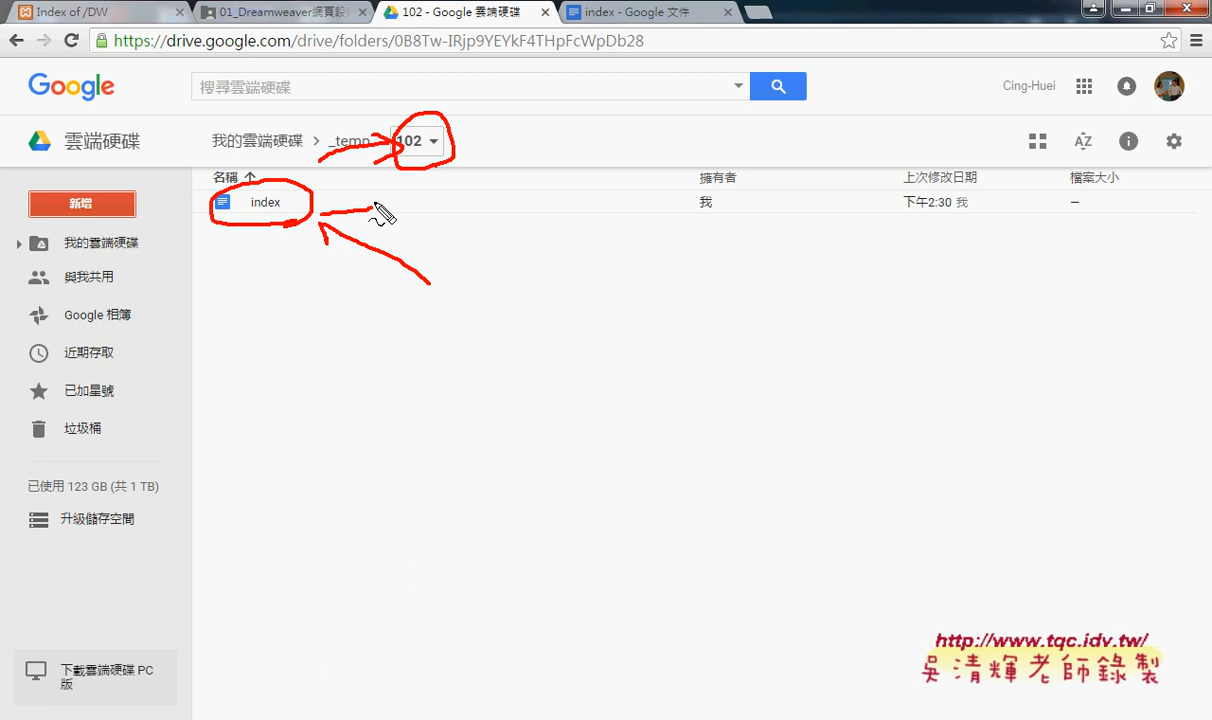 Index of /DW
01_Dreamweaver網頁設
102 - Google 雲端硬碟
index - Google 文件
https://drive.google.com/drive/folders/0B8Tw-IRjp9YEYkF4THpFcWpDb28
Google
搜尋雲端硬碟
Cing-Huei
雲端硬碟
我的雲端硬碟
_temp
102
名稱
擁有者
上次修改日期
檔案大小
新增
index
我
下午2:30 我
–
我的雲端硬碟
與我共用
Google 相簿
近期存取
已加星號
垃圾桶
已使用 123 GB (共 1 TB)
升級儲存空間
下載雲端硬碟 PC
版
http://www.tqc.idv.tw/
吳清輝老師錄製